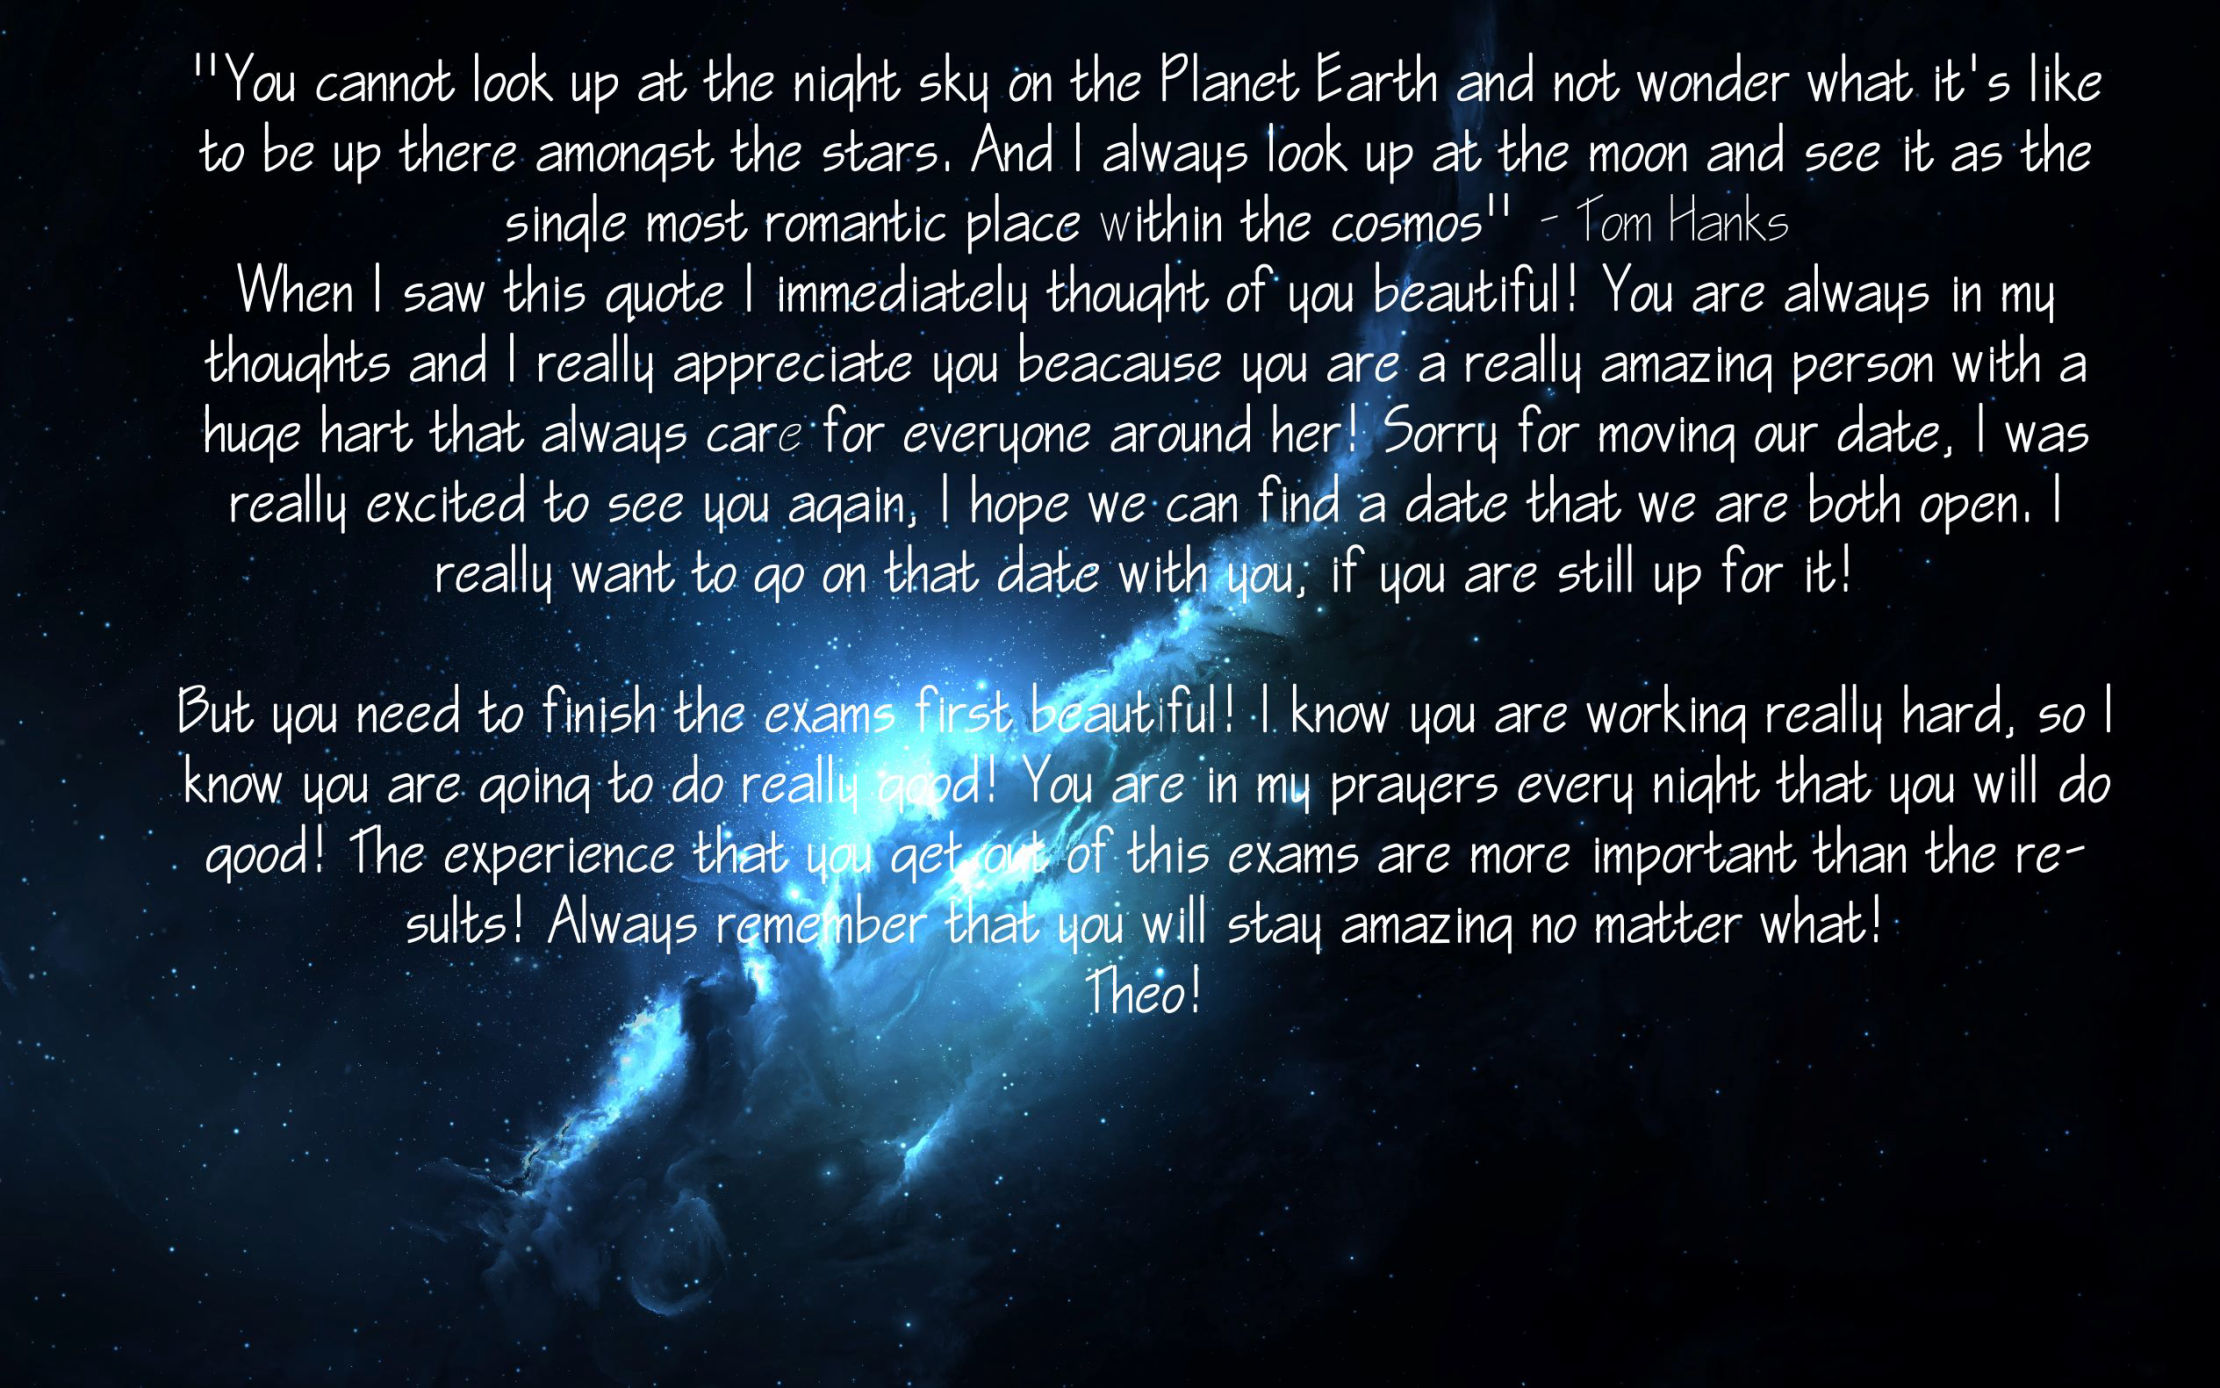 "You cannot look up at the night sky on the Planet Earth and not wonder what it's like
to be up there amongst the stars. And I always look up at the moon and see it as the
single most romantic place within the cosmos" - Tom Hanks
When I saw this quote I immediately thought of you beautiful! You are always in my
thoughts and I really appreciate you beacause you are a really amazing person with a
huge hart that always care for everyone around her! Sorry for moving our date, I was
really excited to see you again, I hope we can find a date that we are both open. I
really want to go on that date with you, if you are still up for it!
But you need to finish the exams first beautiful! I know you are working really hard, so I
know you are going to do really good! You are in my prayers every night that you will do
good! The experience that you get out of this exams are more important than the re-
sults! Always remember that you will stay amazing no matter what!
Theo!